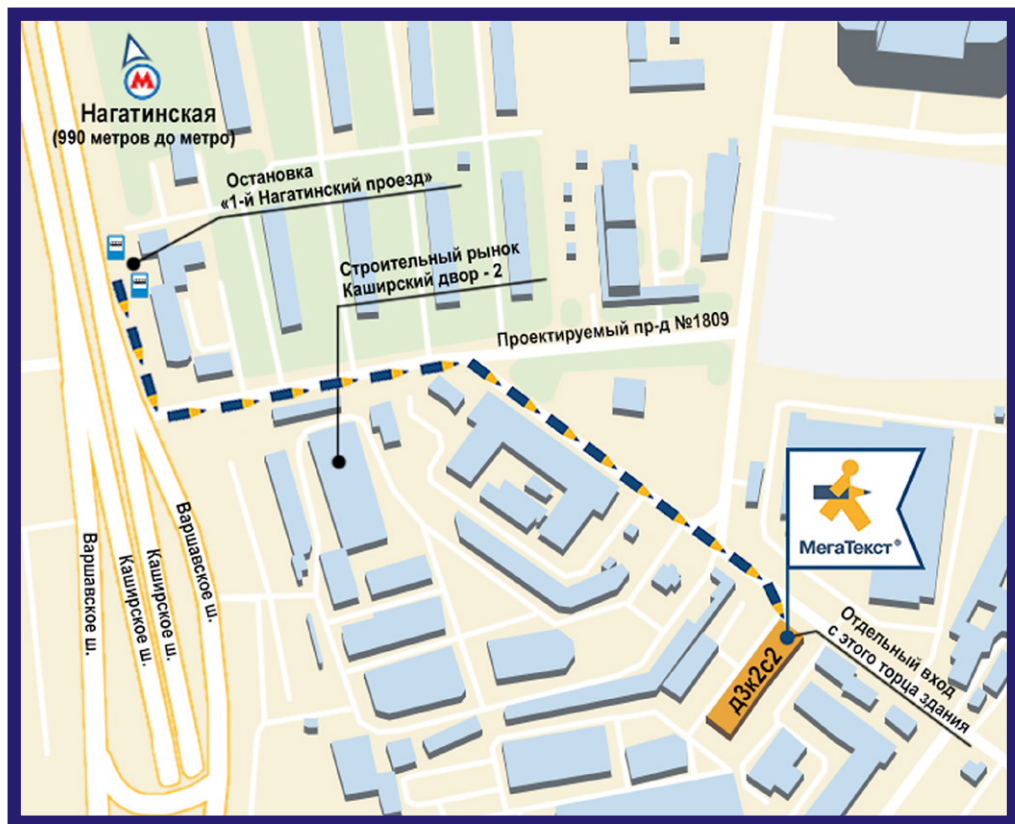 М
Нагатинская
(990 метров до метро)
Остановка
«1-й Нагатинский проезд»
Строительный рынок
Каширский двор - 2
Проектируемый пр-д №1809
МегаТекст®
Варшавское ш.
Каширское ш.
Каширское ш.
Варшавское ш.
д3к2с2
Отдельный вход
с этого торца здания